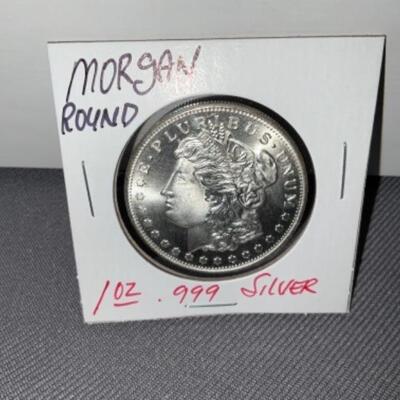 MORGAN
ROUND
E·PLURIBUS·UNUM
1oz .999 SILVER